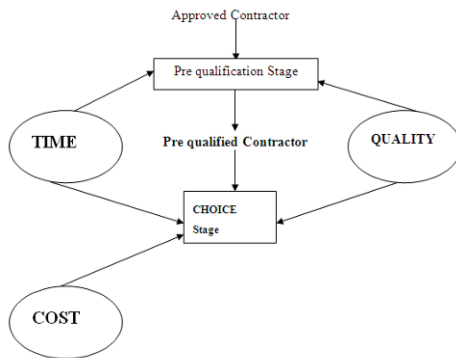 Approved Contractor
Pre qualification Stage
TIME
Pre qualified Contractor
QUALITY
CHOICE
Stage
COST